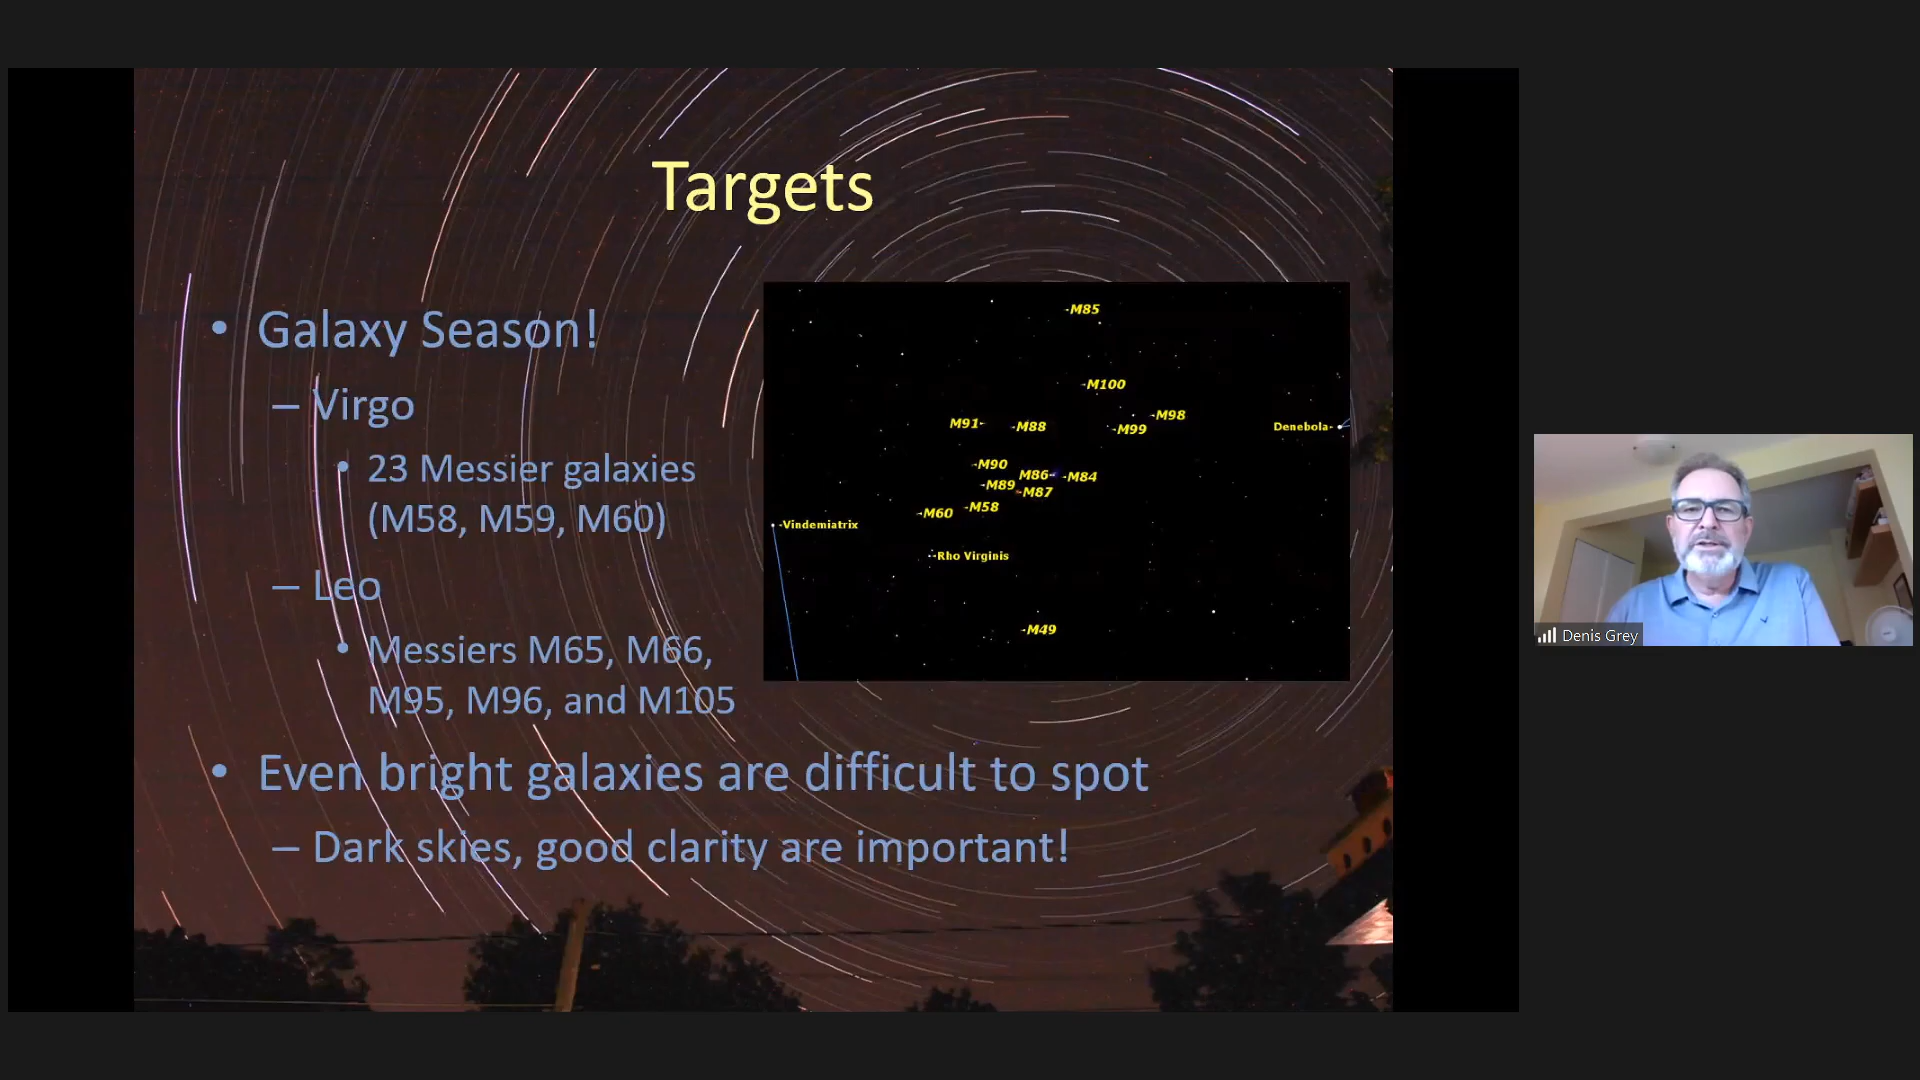 Targets
• Galaxy Season!
– Virgo
• 23 Messier galaxies
(M58, M59, M60)
– Leo
• Messiers M65, M66,
M95, M96, and M105
• Even bright galaxies are difficult to spot
– Dark skies, good clarity are important!
M85
M100
M98
M91
M88
M99
Denebola
M90
M86
M84
M89
M87
M58
M60
Vindemiatrix
Rho Virginis
M49
Denis Grey